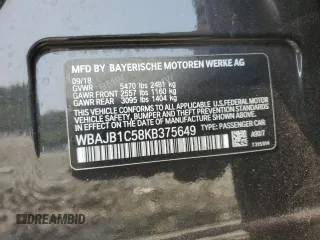 MFD BY BAYERISCHE MOTOREN WERKE AG
09/18
GVWR 5470 lbs 2481 kg
GAWR FRONT 2557 lbs 1160 kg
GAWR REAR 3095 lbs 1404 kg
THIS VEHICLE CONFORMS TO ALL APPLICABLE
U.S. FEDERAL MOTOR VEHICLE SAFETY,
BUMPER, AND THEFT PREVENTION
STANDARDS IN EFFECT ON THE DATE OF
MANUFACTURE SHOWN ABOVE.
WBAJB1C58KB375649
TYPE: PASSENGER CAR
DREAMBID